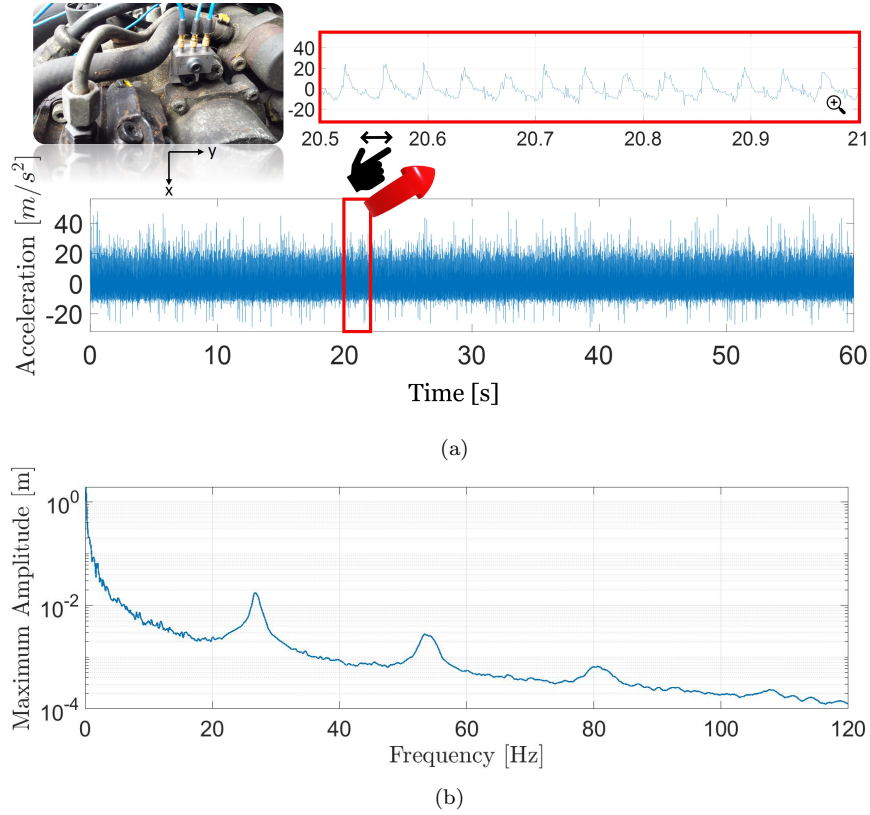 y
x
40
20
0
-20
20.5 20.6 20.7 20.8 20.9 21
Acceleration [m/s²]
40
20
0
-20
0 10 20 30 40 50 60
Time [s]
(a)
Maximum Amplitude [m]
10⁰
10⁻²
10⁻⁴
0 20 40 60 80 100 120
Frequency [Hz]
(b)